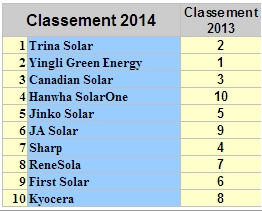 Classement 2014 Classement 2013
1 Trina Solar 2
2 Yingli Green Energy 1
3 Canadian Solar 3
4 Hanwha SolarOne 10
5 Jinko Solar 5
6 JA Solar 9
7 Sharp 4
8 ReneSola 7
9 First Solar 6
10 Kyocera 8